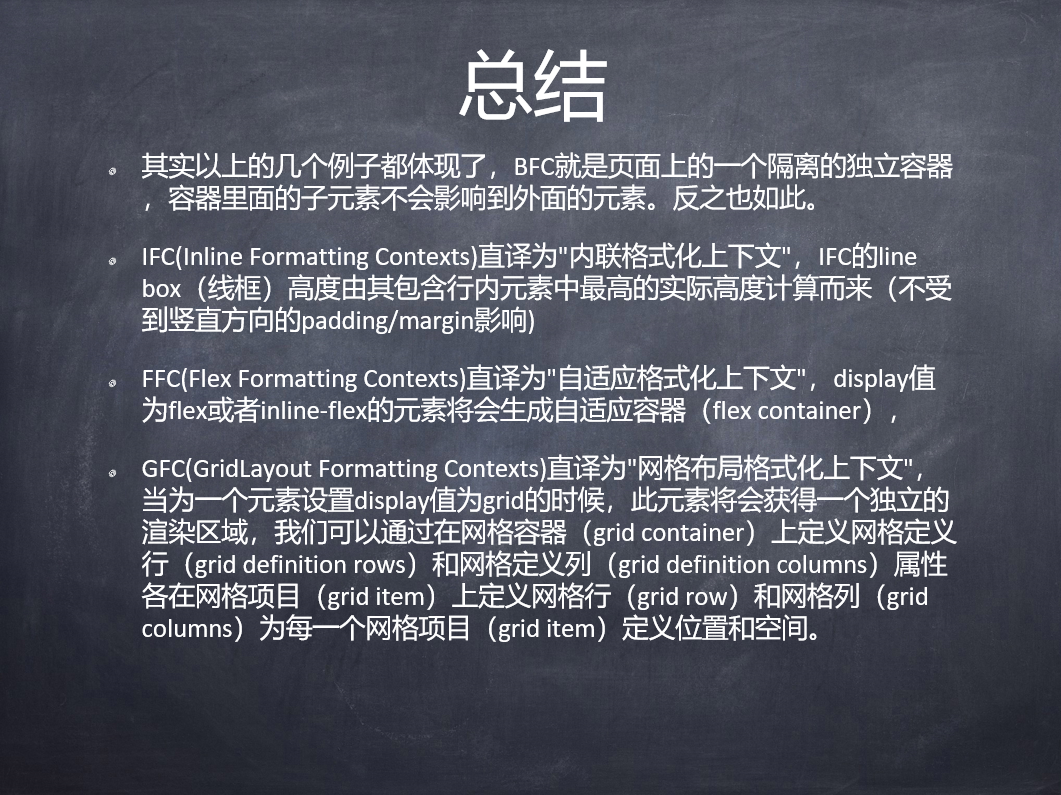 总结
其实以上的几个例子都体现了，BFC就是页面上的一个隔离的独立容器
，容器里面的子元素不会影响到外面的元素。反之也如此。
IFC(Inline Formatting Contexts)直译为"内联格式化上下文"，IFC的line
box（线框）高度由其包含行内元素中最高的实际高度计算而来（不受
到竖直方向的padding/margin影响)
FFC(Flex Formatting Contexts)直译为"自适应格式化上下文"，display值
为flex或者inline-flex的元素将会生成自适应容器（flex container），
GFC(GridLayout Formatting Contexts)直译为"网格布局格式化上下文"，
当为一个元素设置display值为grid的时候，此元素将会获得一个独立的
渲染区域，我们可以通过在网格容器（grid container）上定义网格定义
行（grid definition rows）和网格定义列（grid definition columns）属性
各在网格项目（grid item）上定义网格行（grid row）和网格列（grid
columns）为每一个网格项目（grid item）定义位置和空间。